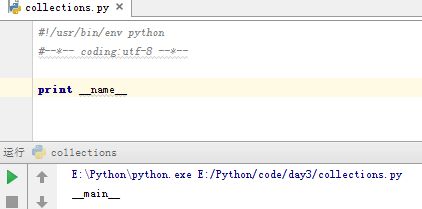 collections.py
#!/usr/bin/env python
#--*-- coding:utf-8 --*--
print __name__
运行 collections
E:\Python\python.exe E:/Python/code/day3/collections.py
__main__